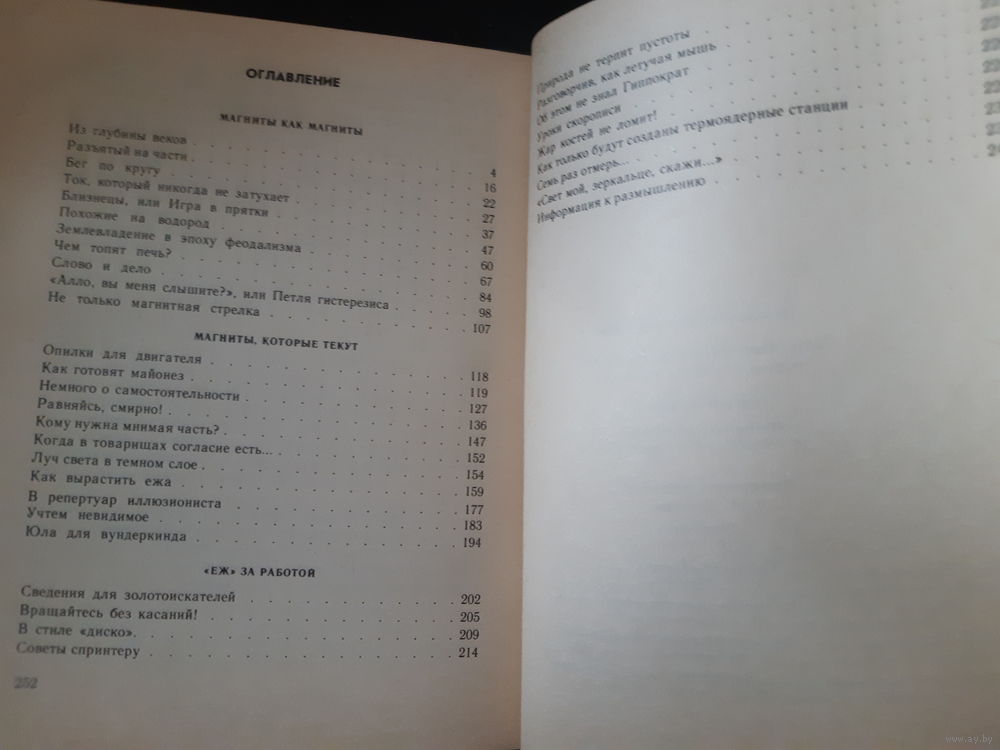 ОГЛАВЛЕНИЕ
МАГНИТЫ КАК МАГНИТЫ
Из глубины веков . . . . . . . . . . 4
Разъятый на части . . . . . . . . . . 16
Бег по кругу . . . . . . . . . . 22
Ток, который никогда не затухает . . . . . . . 27
Близнецы, или Игра в прятки . . . . . . . . 37
Похожие на водород . . . . . . . . . . 47
Землевладение в эпоху феодализма . . . . . . . 60
Чем топят печь? . . . . . . . . . . 67
Слово и дело . . . . . . . . . . 84
«Алло, вы меня слышите?», или Петля гистерезиса . . . . 98
Не только магнитная стрелка . . . . . . . . 107
МАГНИТЫ, КОТОРЫЕ ТЕКУТ
Опилки для двигателя . . . . . . . . . . 118
Как готовят майонез . . . . . . . . . . 119
Немного о самостоятельности . . . . . . . . 127
Равняйсь, смирно! . . . . . . . . . . 136
Кому нужна мнимая часть? . . . . . . . . . 147
Когда в товарищах согласие есть... . . . . . . . 152
Луч света в темном слое . . . . . . . . . 154
Как вырастить ежа . . . . . . . . . . 159
В репертуар иллюзиониста . . . . . . . . . 177
Учтем невидимое . . . . . . . . . . 183
Юла для вундеркинда . . . . . . . . . . 194
«ЕЖ» ЗА РАБОТОЙ
Сведения для золотоискателей . . . . . . . . 202
Вращайтесь без касаний! . . . . . . . . . 205
В стиле «диско». . . . . . . . . . . 209
Советы спринтеру . . . . . . . . . . 214
252
Природа не терпит пустоты
Разговорчив, как летучая мышь
Об этом не знал Гиппократ
Уроки скорописи
Жар костей не ломит!
Как только будут созданы термоядерные станции
Семь раз отмерь...
«Свет мой, зеркальце, скажи...»
Информация к размышлению
www.ay.by